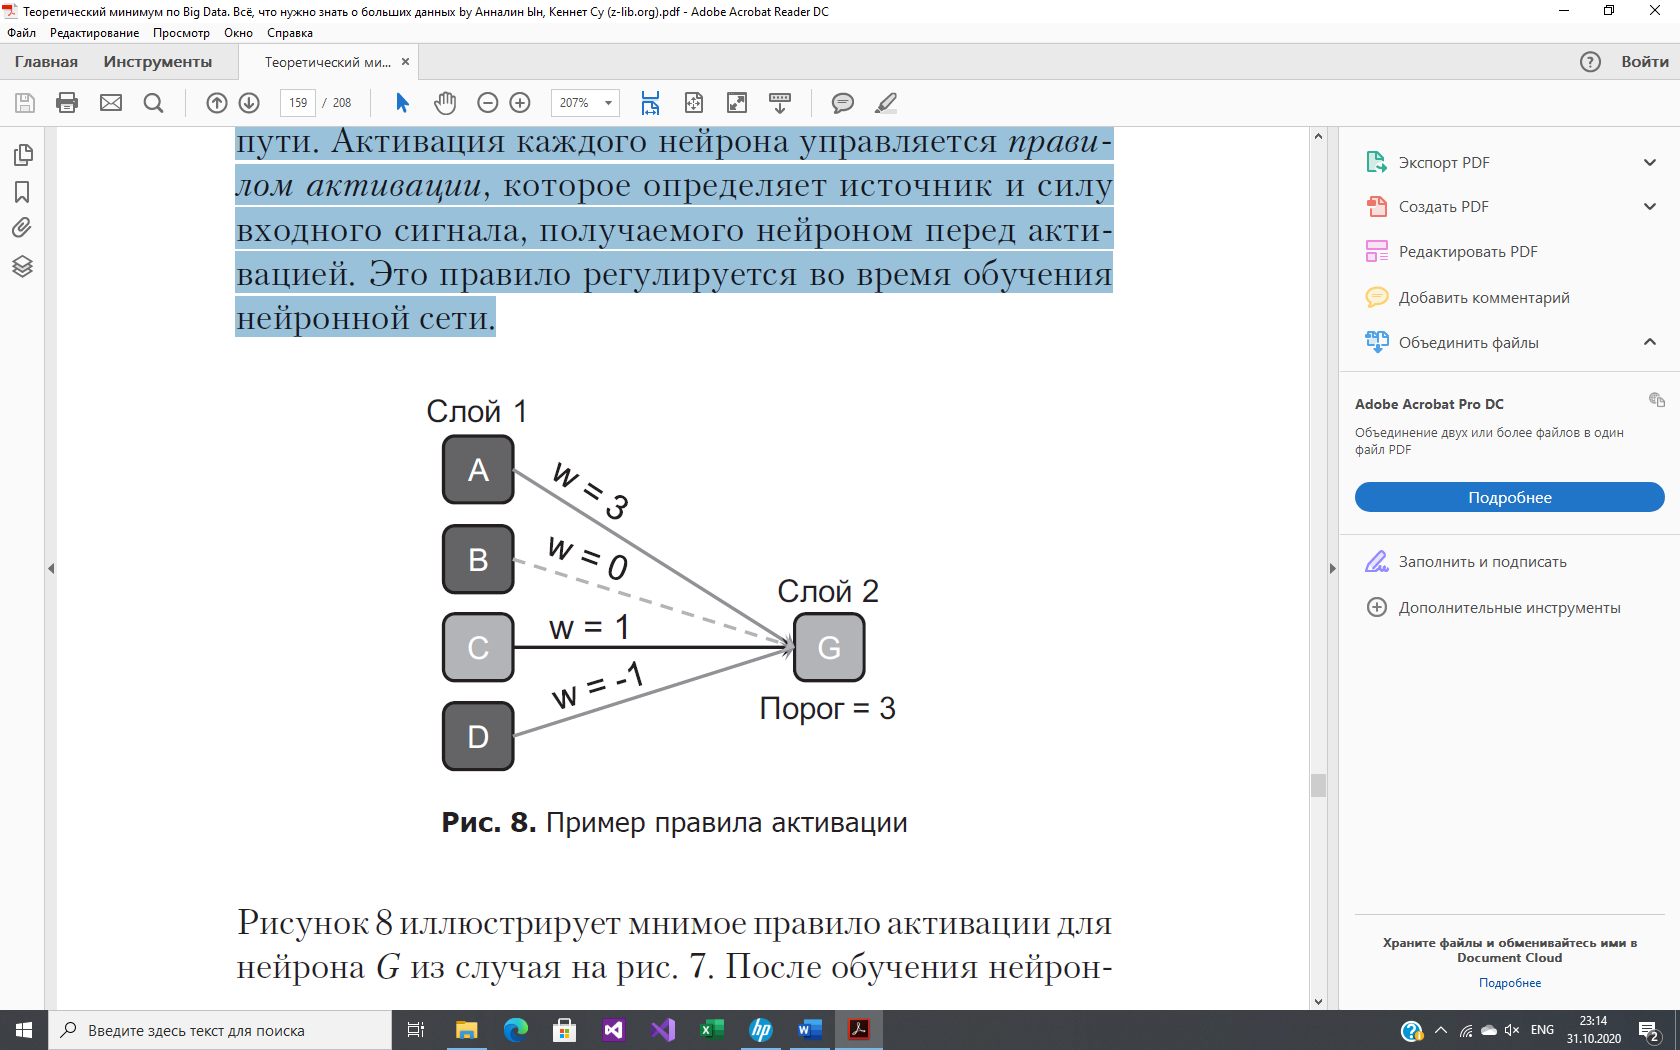 Теоретический минимум по Big Data. Всё, что нужно знать о больших данных by Анналин Ын, Кеннет Су (z-lib.org).pdf - Adobe Acrobat Reader DC
Файл Редактирование Просмотр Окно Справка
Главная Инструменты Теоретический ми... × Войти
159 / 208 207%
пути. Активация каждого нейрона управляется прави-
лом активации, которое определяет источник и силу
входного сигнала, получаемого нейроном перед акти-
вацией. Это правило регулируется во время обучения
нейронной сети.
Слой 1
A
w = 3
B
w = 0
Слой 2
C
w = 1
G
w = -1
Порог = 3
D
Рис. 8. Пример правила активации
Рисунок 8 иллюстрирует мнимое правило активации для
нейрона G из случая на рис. 7. После обучения нейрон-
Экспорт PDF
Создать PDF
Редактировать PDF
Добавить комментарий
Объединить файлы
Adobe Acrobat Pro DC
Объединение двух или более файлов в один
файл PDF
Подробнее
Заполнить и подписать
Дополнительные инструменты
Храните файлы и обменивайтесь ими в
Document Cloud
Подробнее
Введите здесь текст для поиска
ENG
23:14
31.10.2020
2